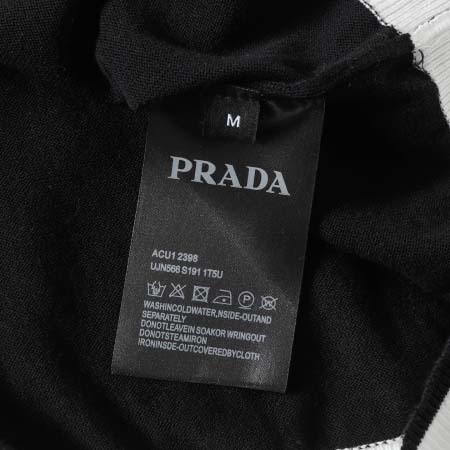 M
PRADA
ACU1 2398
UJN566 S191 1T5U
P
WASHINCOLDWATER,NSIDE-OUTAND
SEPARATELY
DONOTLEAVEIN SOAKOR WRINGOUT
DONOTSTEAMIRON
IRONINSDE-OUTCOVEREDBYCLOTH